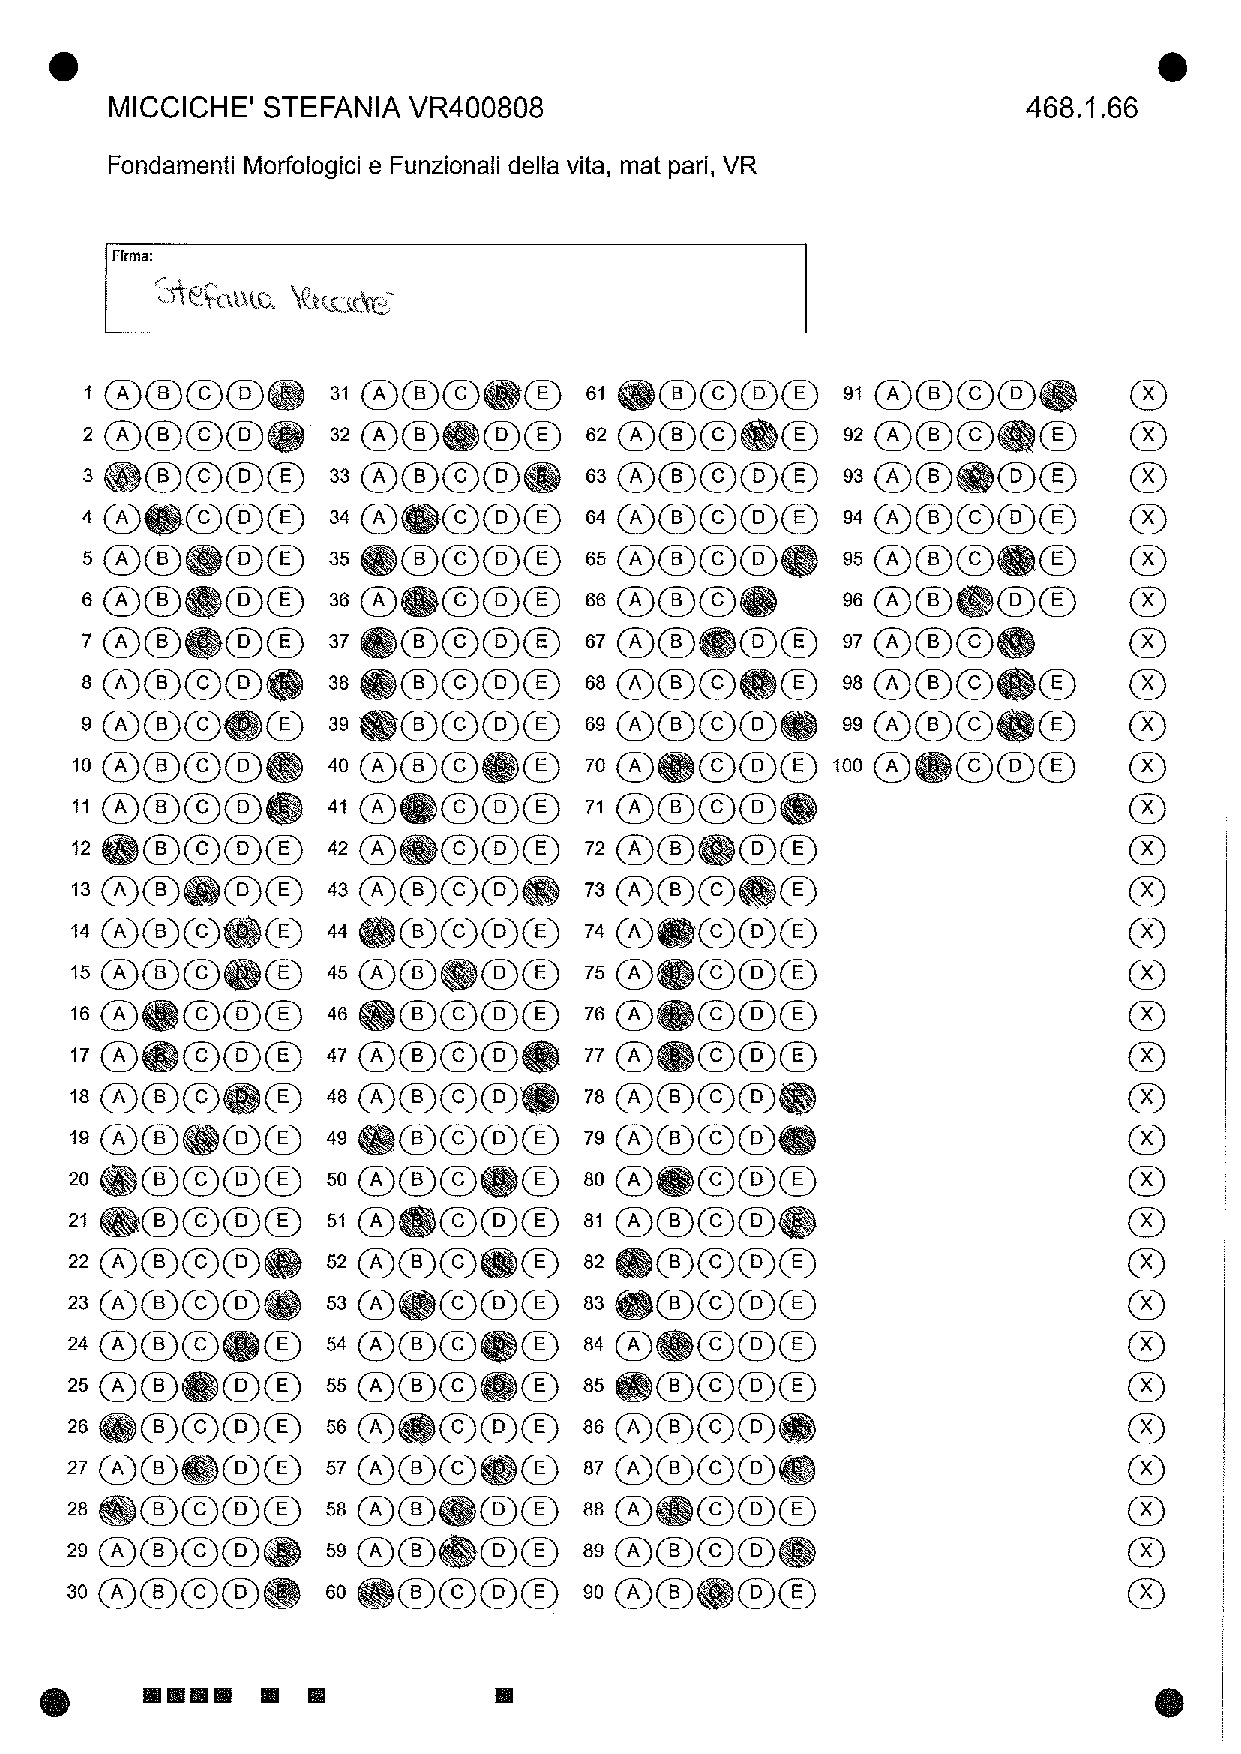 MICCICHE' STEFANIA VR400808 468.1.66
Fondamenti Morfologici e Funzionali della vita, mat pari, VR
Firma:
Stefania Miccichè
1 A B C D 31 A B C E 61 B C D E 91 A B C D X
2 A B C D 32 A B D E 62 A B C E 92 A B C E X
3 B C D E 33 A B C D 63 A B C D E 93 A B D E X
4 A C D E 34 A C D E 64 A B C D E 94 A B C D E X
5 A B D E 35 B C D E 65 A B C D 95 A B C E X
6 A B D E 36 A C D E 66 A B C 96 A B D E X
7 A B D E 37 B C D E 67 A B D E 97 A B C X
8 A B C D 38 B C D E 68 A B C E 98 A B C E X
9 A B C E 39 B C D E 69 A B C D 99 A B C E X
10 A B C D 40 A B C E 70 A C D E 100 A C D E X
11 A B C D 41 A C D E 71 A B C D X
12 B C D E 42 A C D E 72 A B D E X
13 A B D E 43 A B C D 73 A B C E X
14 A B C E 44 B C D E 74 A C D E X
15 A B C E 45 A B D E 75 A C D E X
16 A C D E 46 B C D E 76 A C D E X
17 A C D E 47 A B C D 77 A C D E X
18 A B C E 48 A B C D 78 A B C D X
19 A B D E 49 B C D E 79 A B C D X
20 B C D E 50 A B C E 80 A C D E X
21 B C D E 51 A C D E 81 A B C D X
22 A B C D 52 A B C E 82 B C D E X
23 A B C D 53 A C D E 83 B C D E X
24 A B C E 54 A B C E 84 A C D E X
25 A B D E 55 A B C E 85 B C D E X
26 B C D E 56 A C D E 86 A B C D X
27 A B D E 57 A B C E 87 A B C D X
28 B C D E 58 A B D E 88 A C D E X
29 A B C D 59 A B D E 89 A B C D X
30 A B C D 60 B C D E 90 A B D E X